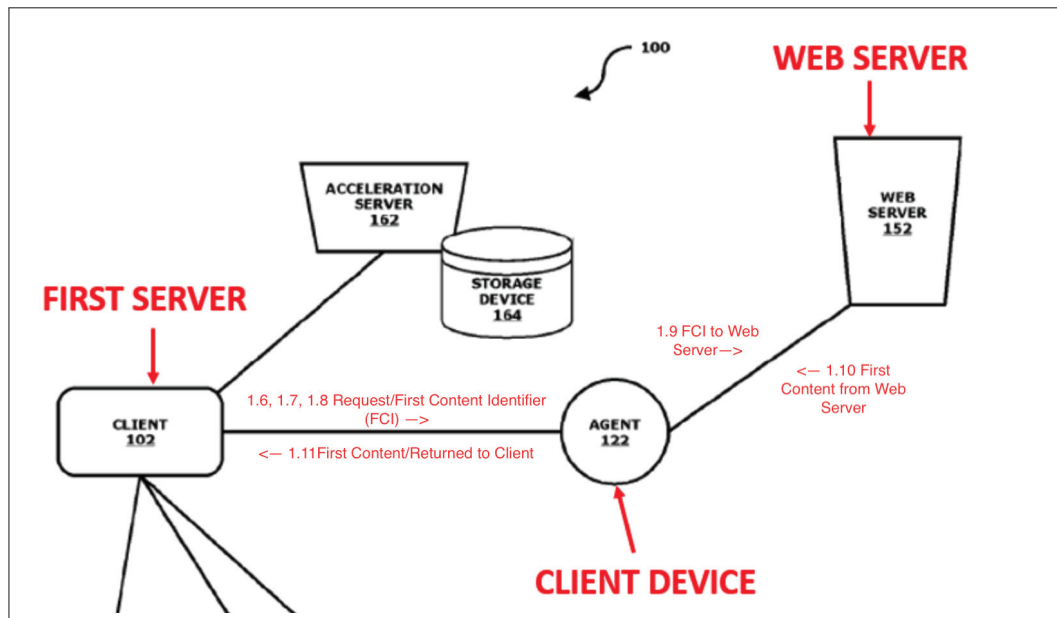 100
WEB SERVER
ACCELERATION
SERVER
162
WEB
SERVER
152
STORAGE
DEVICE
164
FIRST SERVER
1.9 FCI to Web
Server—>
<— 1.10 First
Content from Web
Server
1.6, 1.7, 1.8 Request/First Content Identifier
(FCI) —>
CLIENT
102
AGENT
122
<— 1.11First Content/Returned to Client
CLIENT DEVICE